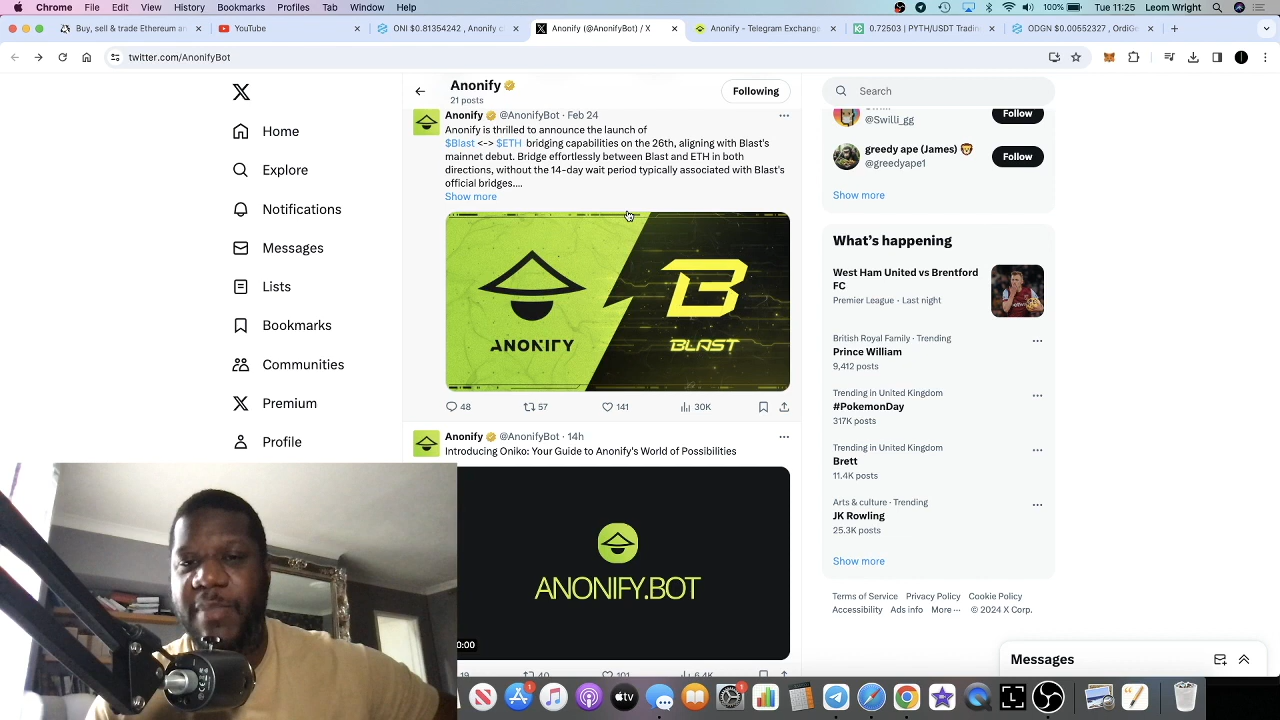 Chrome File Edit View History Bookmarks Profiles Tab Window Help
100% Tue 11:25 Leom Wright
Buy, sell & trade Ethereum an
YouTube
ONI $0.81354242 , Anonify c
Anonify (@AnonifyBot) / X
Anonify - Telegram Exchange
0.72503 | PYTH/USDT Tradin
ODGN $0.00552327 , OrdiGe
twitter.com/AnonifyBot
Home
Explore
Notifications
Messages
Lists
Bookmarks
Communities
Premium
Profile
Anonify
21 posts
Following
Anonify @AnonifyBot · Feb 24
Anonify is thrilled to announce the launch of
$Blast <-> $ETH bridging capabilities on the 26th, aligning with Blast's
mainnet debut. Bridge effortlessly between Blast and ETH in both
directions, without the 14-day wait period typically associated with Blast's
official bridges....
Show more
ANONIFY
B
BLAST
48 57 141 30K
Anonify @AnonifyBot · 14h
Introducing Oniko: Your Guide to Anonify's World of Possibilities
ANONIFY.BOT
0:00
19 40 101 6.4K
Search
@Swilli_gg
Follow
greedy ape (James)
@greedyape1
Follow
Show more
What's happening
West Ham United vs Brentford
FC
Premier League · Last night
British Royal Family · Trending
Prince William
9,412 posts
Trending in United Kingdom
#PokemonDay
317K posts
Trending in United Kingdom
Brett
11.4K posts
Arts & culture · Trending
JK Rowling
25.3K posts
Show more
Terms of Service Privacy Policy Cookie Policy
Accessibility Ads info More ··· © 2024 X Corp.
Messages